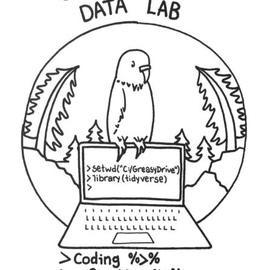 DATA LAB
> setwd("C:/GreasyDrive")
> library(tidyverse)
>
> Coding %>%